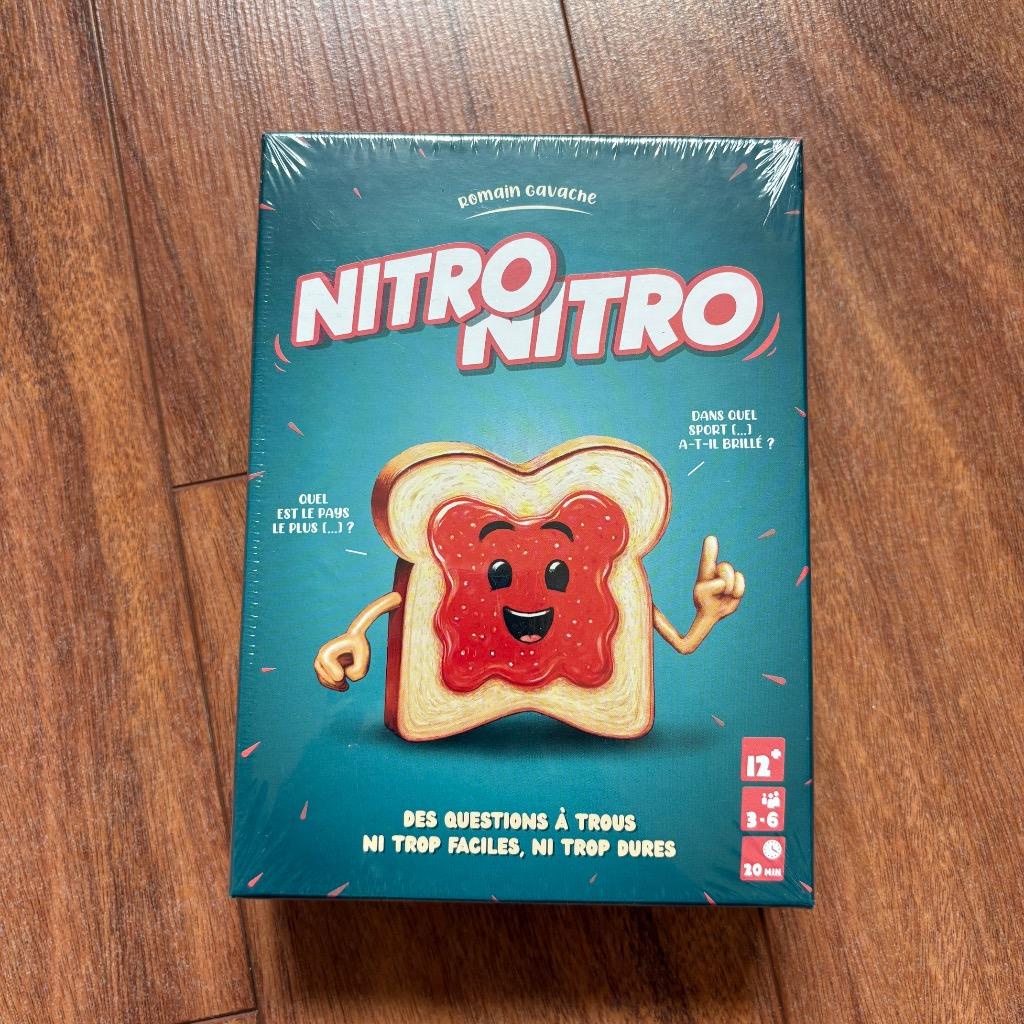 Romain Gavache
NITRO
NITRO
DANS QUEL
SPORT (...)
A-T-IL BRILLÉ ?
QUEL
EST LE PAYS
LE PLUS (...) ?
12+
3-6
20 MIN
DES QUESTIONS À TROUS
NI TROP FACILES, NI TROP DURES